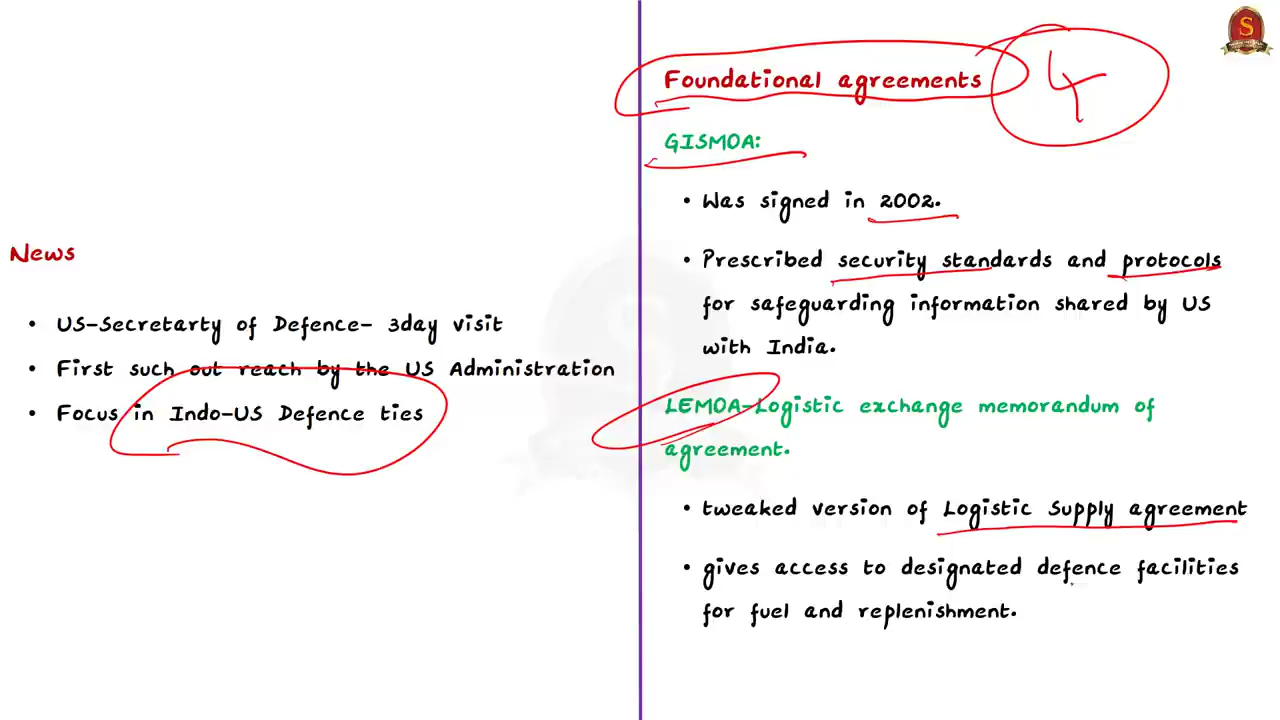 News
• US-Secretarty of Defence- 3day visit
• First such out reach by the US Administration
• Focus in Indo-US Defence ties
Foundational agreements
4
GISMOA:
• Was signed in 2002.
• Prescribed security standards and protocols
for safeguarding information shared by US
with India.
LEMOA-Logistic exchange memorandum of
agreement.
• tweaked version of Logistic Supply agreement
• gives access to designated defence facilities
for fuel and replenishment.
S